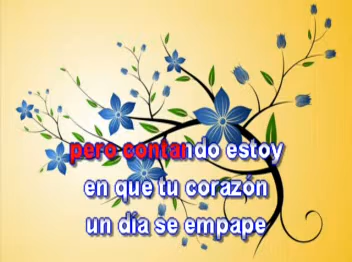 pero contando estoy
en que tu corazón
un día se empape